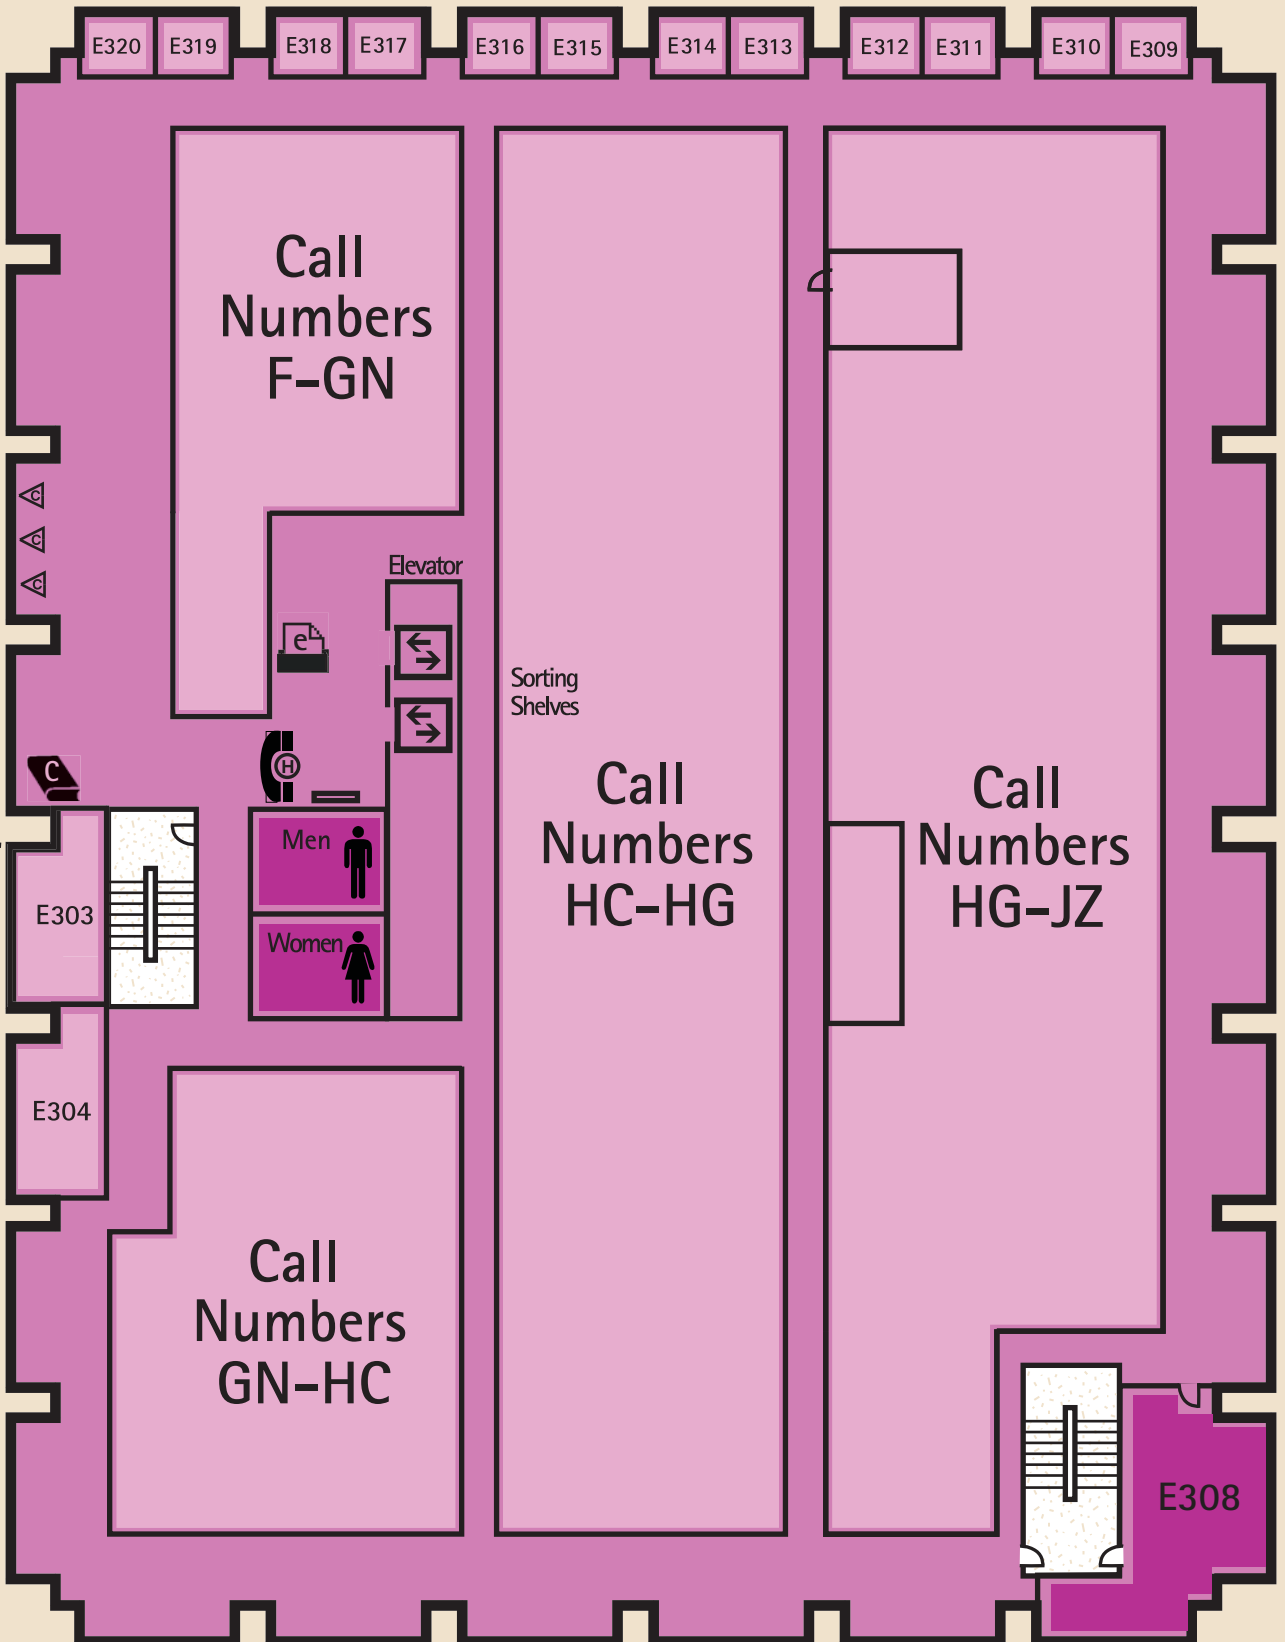 E320 E319 E318 E317 E316 E315 E314 E313 E312 E311 E310 E309
Call
Numbers
F–GN
C
C
C
Elevator
e
Sorting
Shelves
H
C
Men
Women
E303
E304
Call
Numbers
HC–HG
Call
Numbers
HG–JZ
Call
Numbers
GN–HC
E308